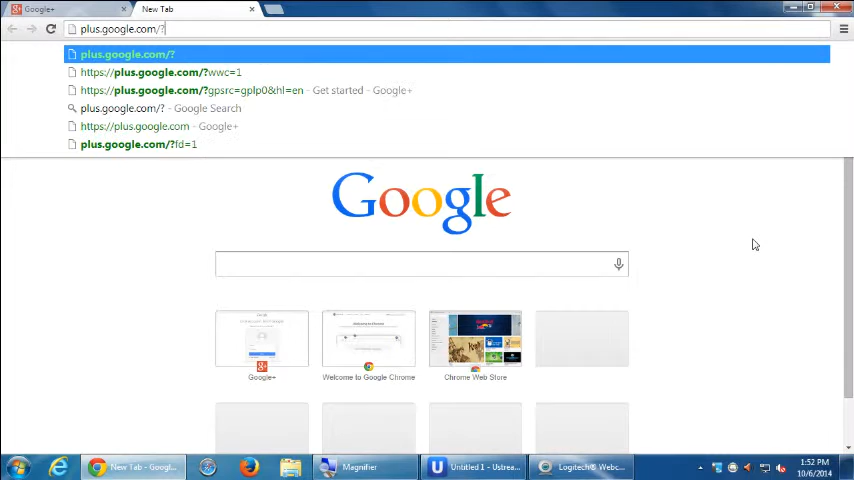 Google+
New Tab
plus.google.com/?
plus.google.com/?
https://plus.google.com/?wwc=1
https://plus.google.com/?gpsrc=gplp0&hl=en - Get started - Google+
plus.google.com/? - Google Search
https://plus.google.com - Google+
plus.google.com/?fd=1
Google
Google+
Welcome to Google Chrome
Chrome Web Store
New Tab - Googl...
Magnifier
Untitled 1 - Ustrea...
Logitech® Webc...
1:52 PM
10/6/2014